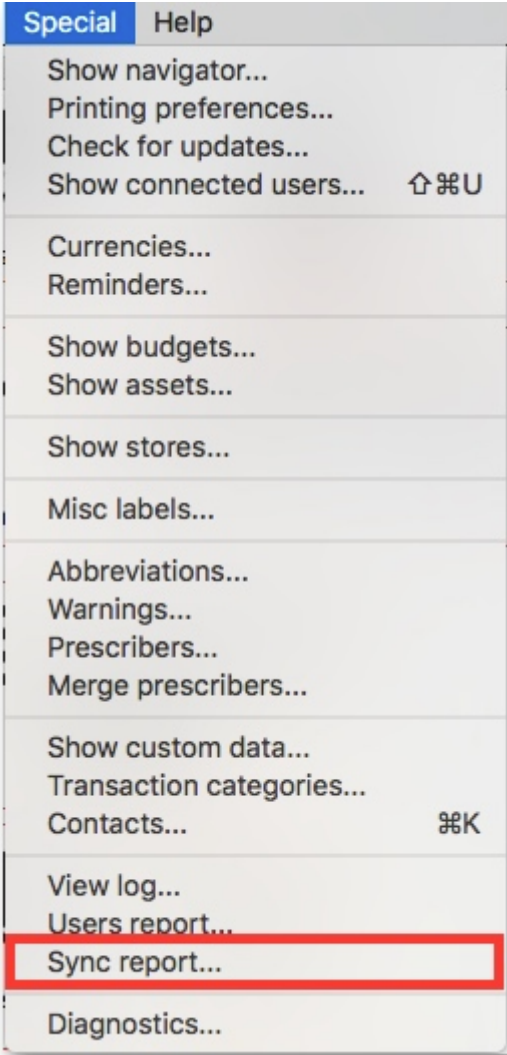 Special Help
Show navigator...
Printing preferences...
Check for updates...
Show connected users... ⇧⌘U
Currencies...
Reminders...
Show budgets...
Show assets...
Show stores...
Misc labels...
Abbreviations...
Warnings...
Prescribers...
Merge prescribers...
Show custom data...
Transaction categories...
Contacts... ⌘K
View log...
Users report...
Sync report...
Diagnostics...